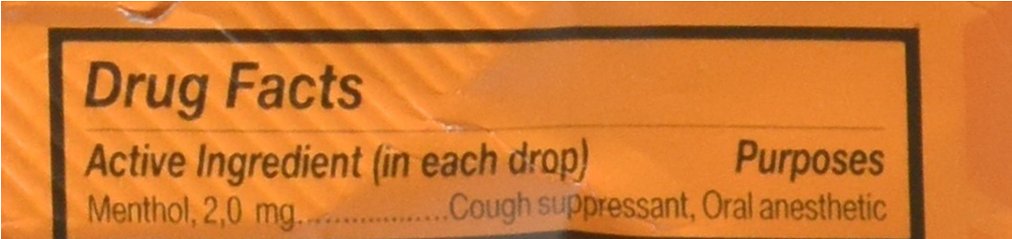 Drug Facts
Active Ingredient (in each drop) Purposes
Menthol, 2,0 mg..................Cough suppressant, Oral anesthetic